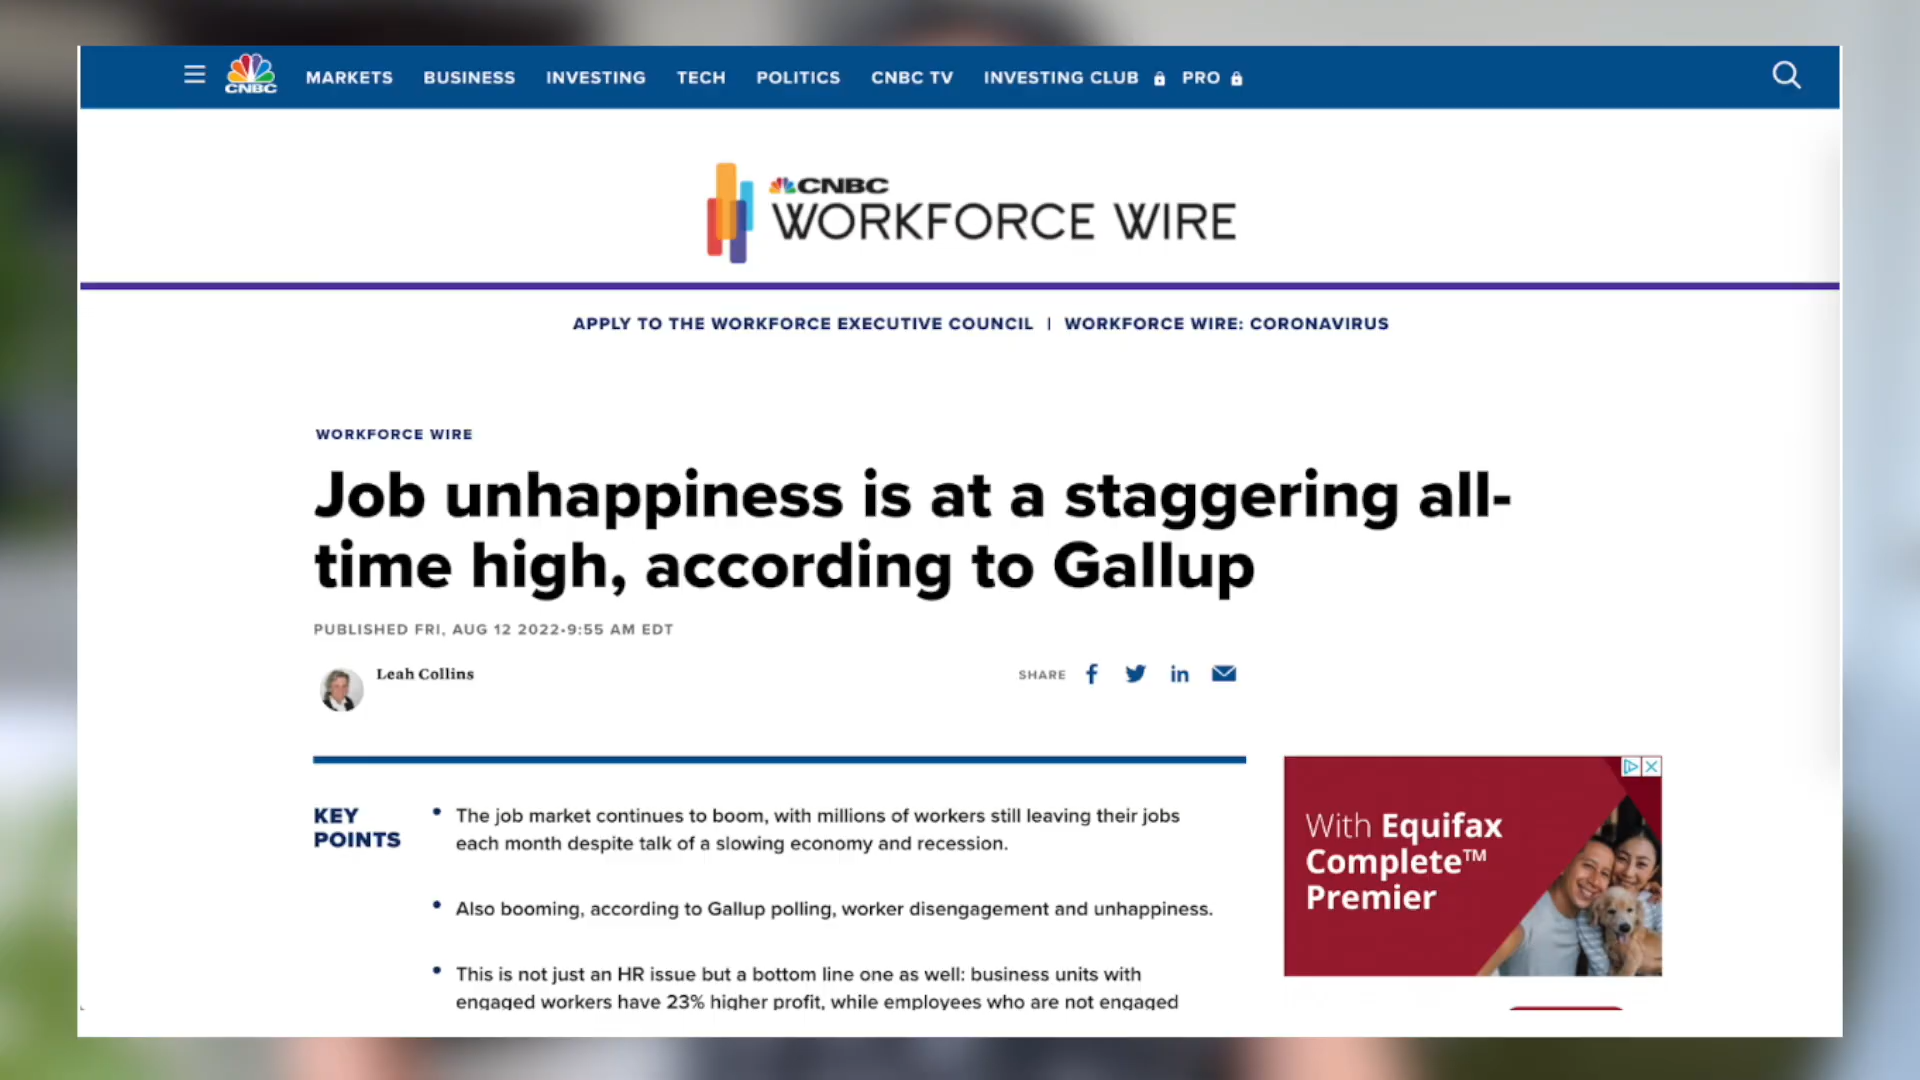 CNBC
MARKETS BUSINESS INVESTING TECH POLITICS CNBC TV INVESTING CLUB PRO
CNBC
WORKFORCE WIRE
APPLY TO THE WORKFORCE EXECUTIVE COUNCIL | WORKFORCE WIRE: CORONAVIRUS
WORKFORCE WIRE
Job unhappiness is at a staggering all-
time high, according to Gallup
PUBLISHED FRI, AUG 12 2022•9:55 AM EDT
Leah Collins
SHARE
KEY
POINTS
• The job market continues to boom, with millions of workers still leaving their jobs
each month despite talk of a slowing economy and recession.
• Also booming, according to Gallup polling, worker disengagement and unhappiness.
• This is not just an HR issue but a bottom line one as well: business units with
engaged workers have 23% higher profit, while employees who are not engaged
With Equifax
Complete™
Premier